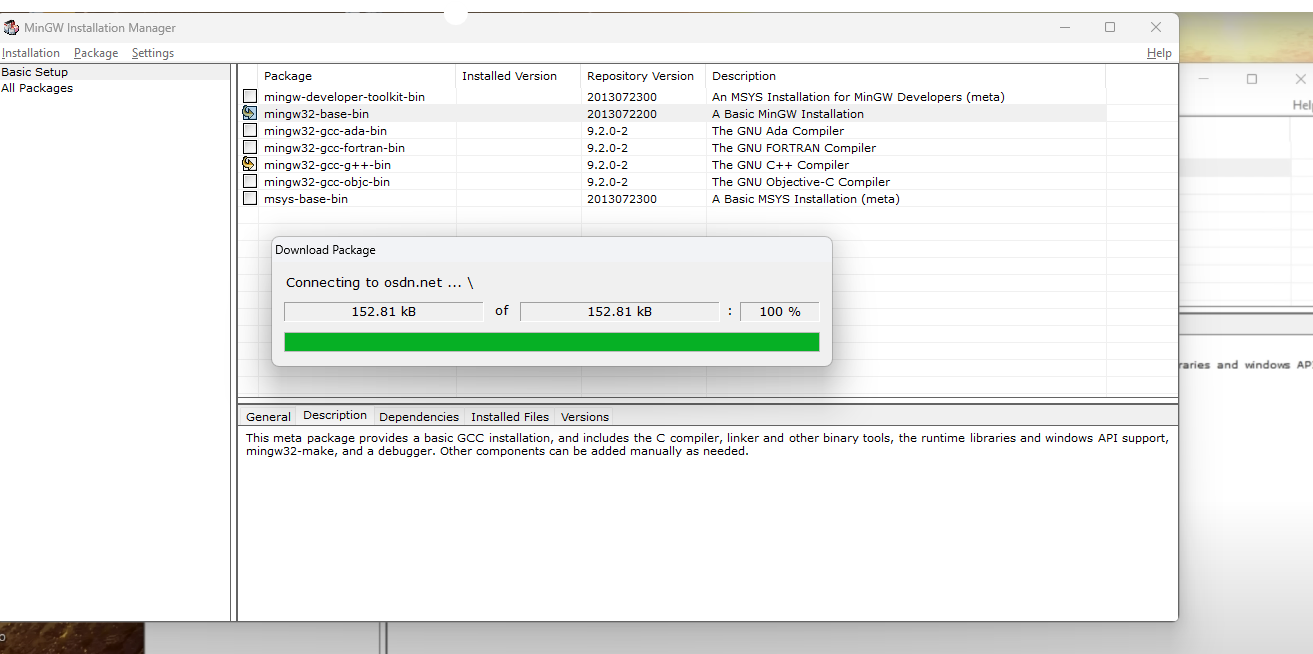 MinGW Installation Manager
Installation Package Settings Help
Basic Setup
All Packages
Package Installed Version Repository Version Description
mingw-developer-toolkit-bin 2013072300 An MSYS Installation for MinGW Developers (meta)
mingw32-base-bin 2013072200 A Basic MinGW Installation
mingw32-gcc-ada-bin 9.2.0-2 The GNU Ada Compiler
mingw32-gcc-fortran-bin 9.2.0-2 The GNU FORTRAN Compiler
mingw32-gcc-g++-bin 9.2.0-2 The GNU C++ Compiler
mingw32-gcc-objc-bin 9.2.0-2 The GNU Objective-C Compiler
msys-base-bin 2013072300 A Basic MSYS Installation (meta)
Download Package
Connecting to osdn.net ... \
152.81 kB of 152.81 kB : 100 %
General Description Dependencies Installed Files Versions
This meta package provides a basic GCC installation, and includes the C compiler, linker and other binary tools, the runtime libraries and windows API support,
mingw32-make, and a debugger. Other components can be added manually as needed.
Hel
raries and windows AP